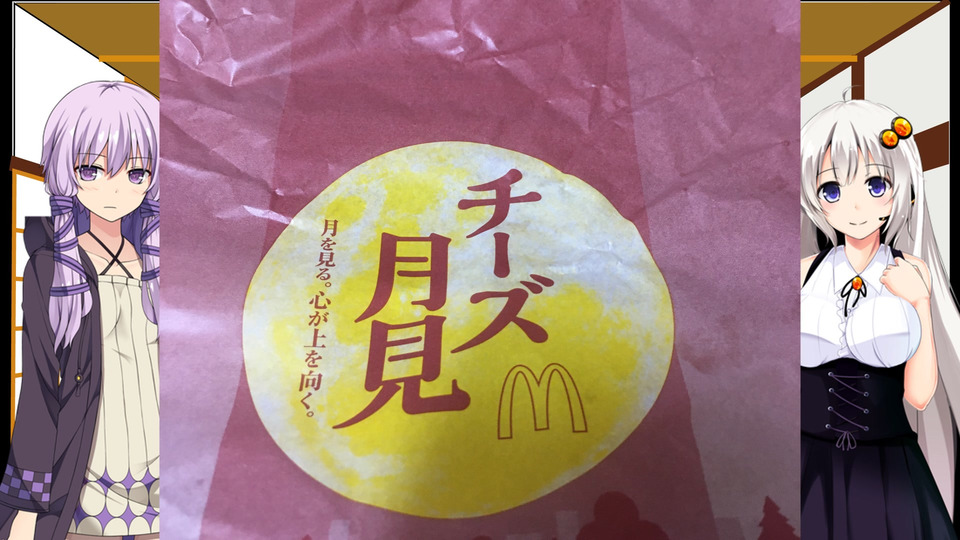 チーズ
月見
月を見る。心が上を向く。